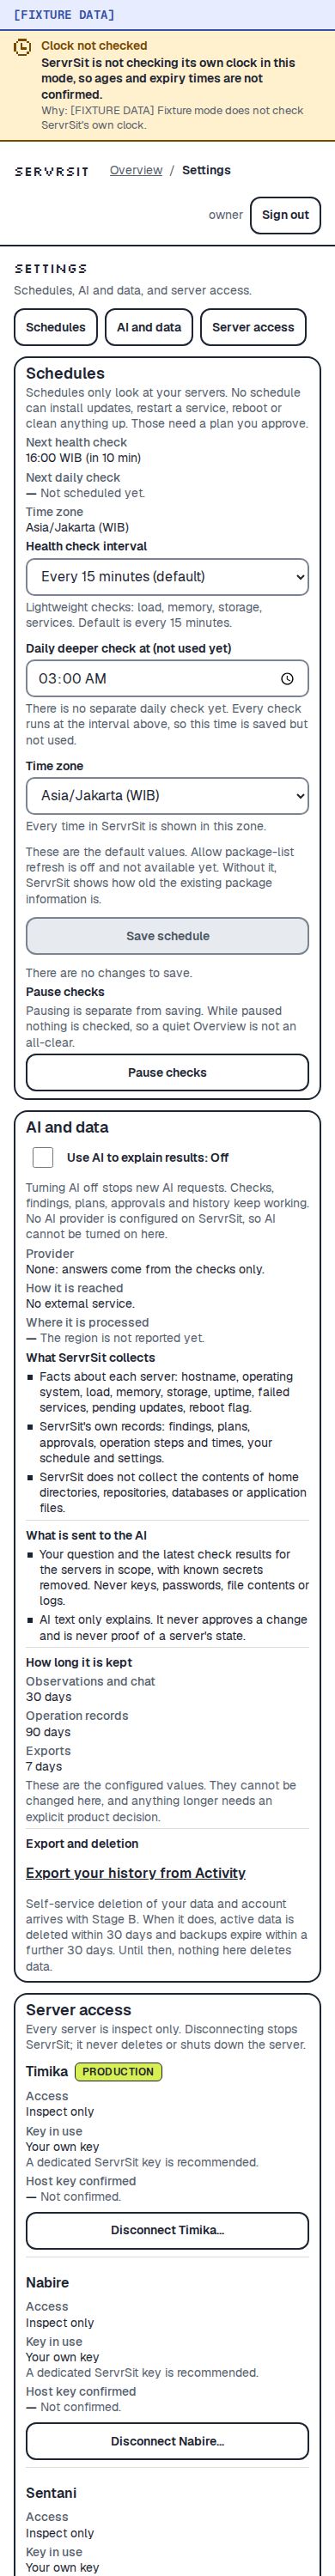 [FIXTURE DATA]
Clock not checked
ServrSit is not checking its own clock in this
mode, so ages and expiry times are not
confirmed.
Why: [FIXTURE DATA] Fixture mode does not check
ServrSit's own clock.
SERVRSIT Overview / Settings
owner Sign out
SETTINGS
Schedules, AI and data, and server access.
Schedules AI and data Server access
Schedules
Schedules only look at your servers. No schedule
can install updates, restart a service, reboot or
clean anything up. Those need a plan you approve.
Next health check
16:00 WIB (in 10 min)
Next daily check
— Not scheduled yet.
Time zone
Asia/Jakarta (WIB)
Health check interval
Every 15 minutes (default)
Lightweight checks: load, memory, storage,
services. Default is every 15 minutes.
Daily deeper check at (not used yet)
03:00 AM
There is no separate daily check yet. Every check
runs at the interval above, so this time is saved but
not used.
Time zone
Asia/Jakarta (WIB)
Every time in ServrSit is shown in this zone.
These are the default values. Allow package-list
refresh is off and not available yet. Without it,
ServrSit shows how old the existing package
information is.
Save schedule
There are no changes to save.
Pause checks
Pausing is separate from saving. While paused
nothing is checked, so a quiet Overview is not an
all-clear.
Pause checks
AI and data
Use AI to explain results: Off
Turning AI off stops new AI requests. Checks,
findings, plans, approvals and history keep working.
No AI provider is configured on ServrSit, so AI
cannot be turned on here.
Provider
None: answers come from the checks only.
How it is reached
No external service.
Where it is processed
— The region is not reported yet.
What ServrSit collects
Facts about each server: hostname, operating
system, load, memory, storage, uptime, failed
services, pending updates, reboot flag.
ServrSit's own records: findings, plans,
approvals, operation steps and times, your
schedule and settings.
ServrSit does not collect the contents of home
directories, repositories, databases or application
files.
What is sent to the AI
Your question and the latest check results for
the servers in scope, with known secrets
removed. Never keys, passwords, file contents or
logs.
AI text only explains. It never approves a change
and is never proof of a server's state.
How long it is kept
Observations and chat
30 days
Operation records
90 days
Exports
7 days
These are the configured values. They cannot be
changed here, and anything longer needs an
explicit product decision.
Export and deletion
Export your history from Activity
Self-service deletion of your data and account
arrives with Stage B. When it does, active data is
deleted within 30 days and backups expire within a
further 30 days. Until then, nothing here deletes
data.
Server access
Every server is inspect only. Disconnecting stops
ServrSit; it never deletes or shuts down the server.
Timika PRODUCTION
Access
Inspect only
Key in use
Your own key
A dedicated ServrSit key is recommended.
Host key confirmed
— Not confirmed.
Disconnect Timika...
Nabire
Access
Inspect only
Key in use
Your own key
A dedicated ServrSit key is recommended.
Host key confirmed
— Not confirmed.
Disconnect Nabire...
Sentani
Access
Inspect only
Key in use
Your own key